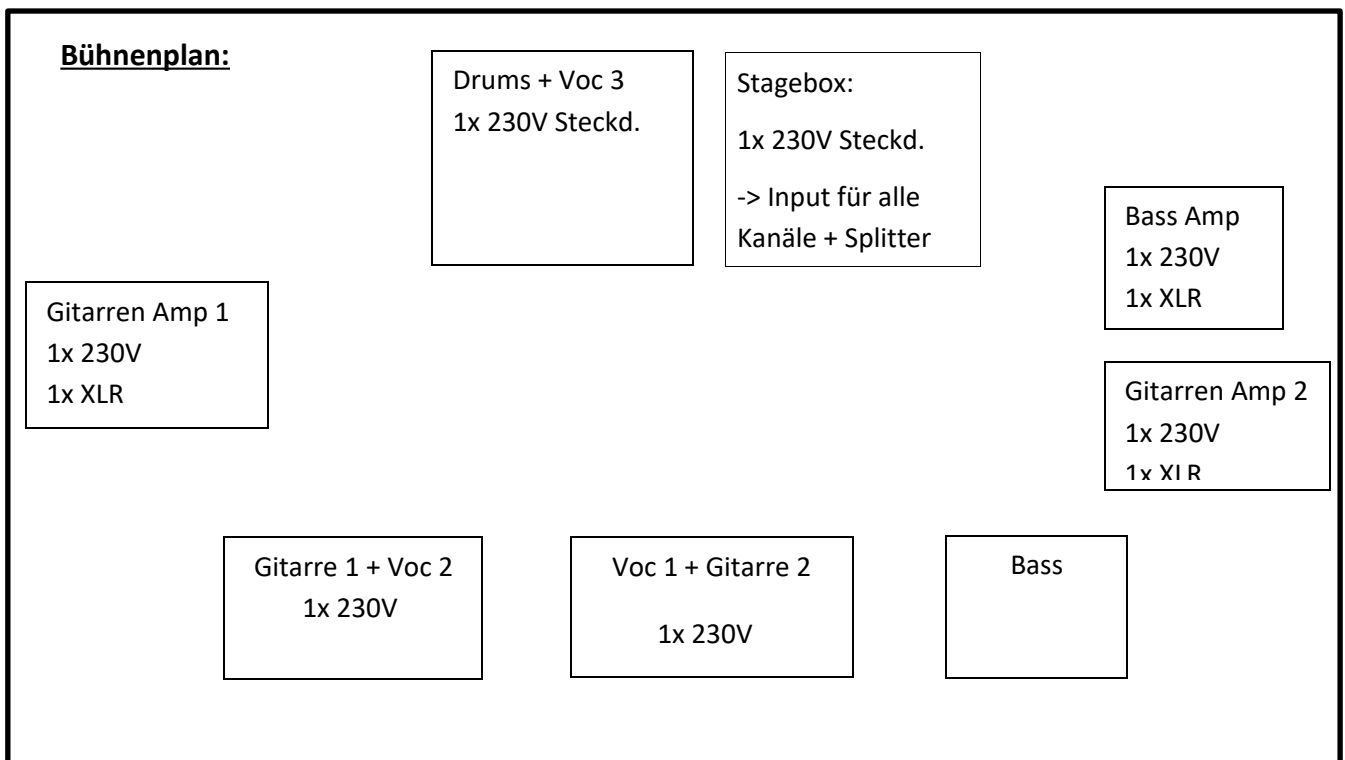 Bühnenplan:
Drums + Voc 3
1x 230V Steckd.
Stagebox:
1x 230V Steckd.
-> Input für alle
Kanäle + Splitter
Bass Amp
1x 230V
1x XLR
Gitarren Amp 1
1x 230V
1x XLR
Gitarren Amp 2
1x 230V
1x XLR
Gitarre 1 + Voc 2
1x 230V
Voc 1 + Gitarre 2
1x 230V
Bass